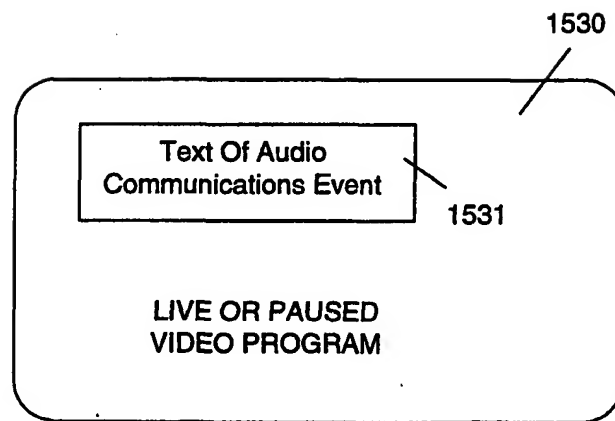 1530
Text Of Audio
Communications Event
1531
LIVE OR PAUSED
VIDEO PROGRAM